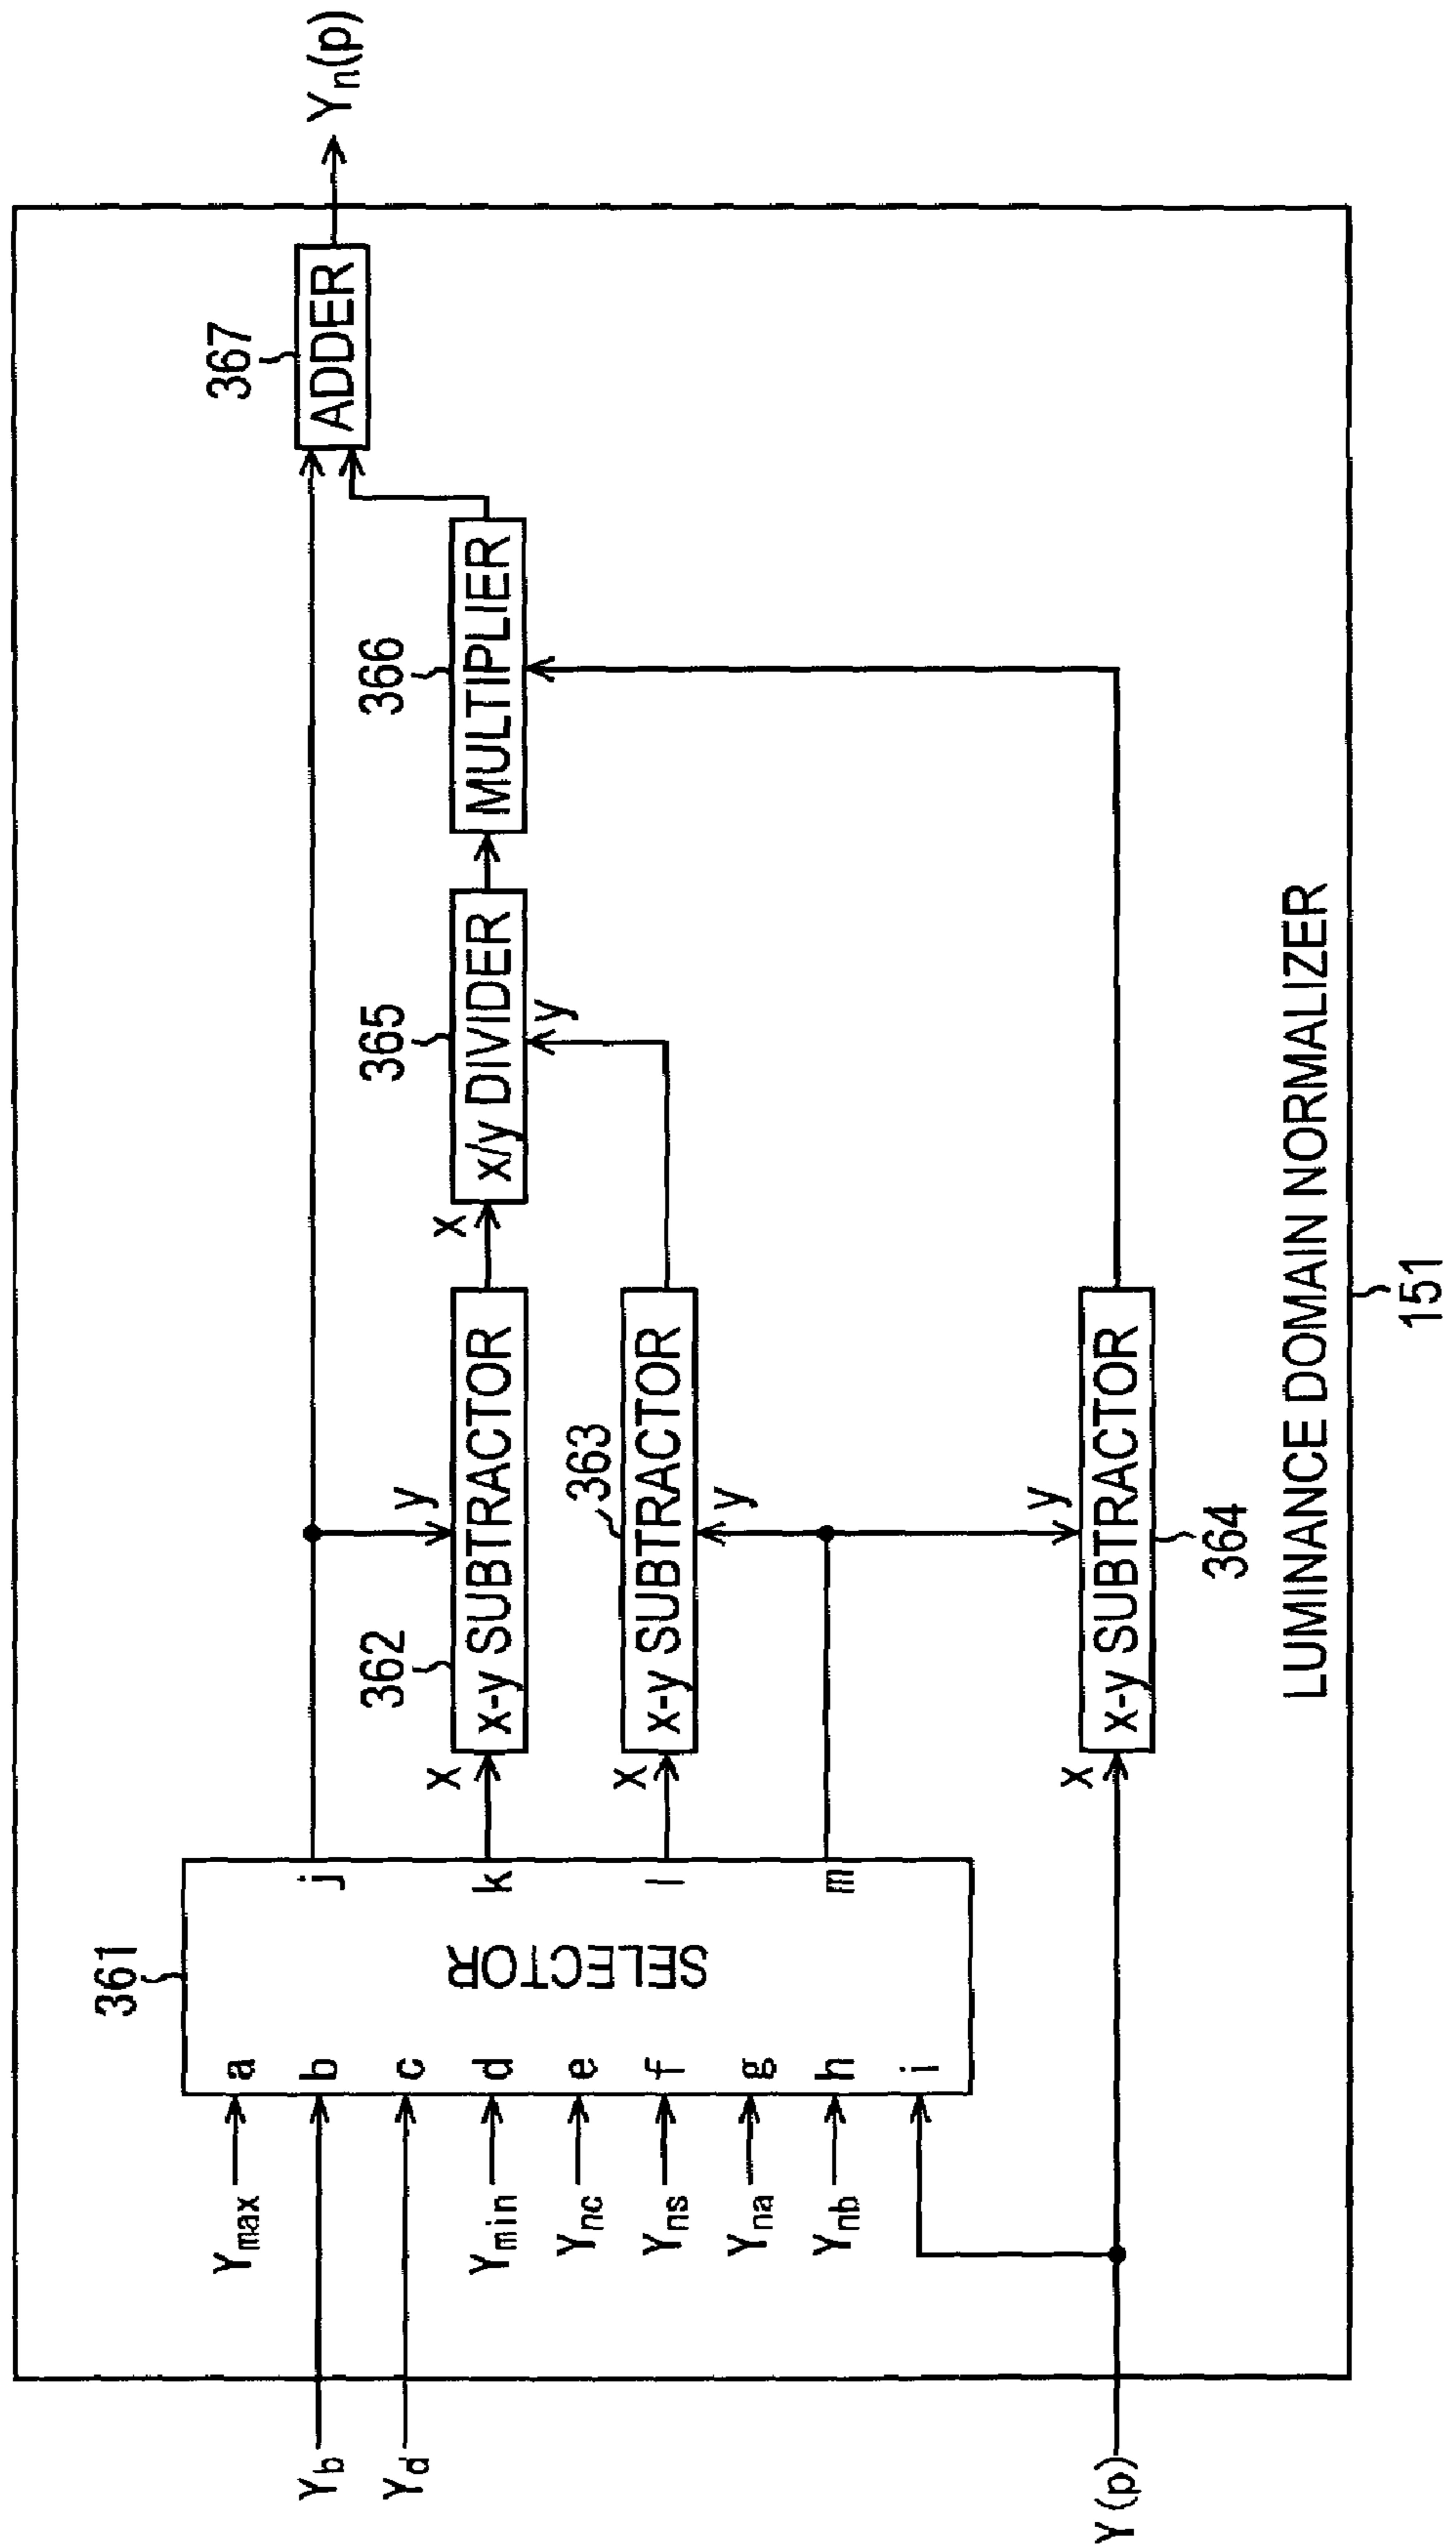 361
SELECTOR
Ymax
a
Yb
b
Yd
c
Ymin
d
Ync
e
Yns
f
Yna
g
Ynb
h
i
j
k
l
m
Y(p)
362
x-y SUBTRACTOR
x
y
363
x-y SUBTRACTOR
x
y
364
x-y SUBTRACTOR
x
y
365
x/y DIVIDER
x
y
366
MULTIPLIER
367
ADDER
Yn(p)
LUMINANCE DOMAIN NORMALIZER
151